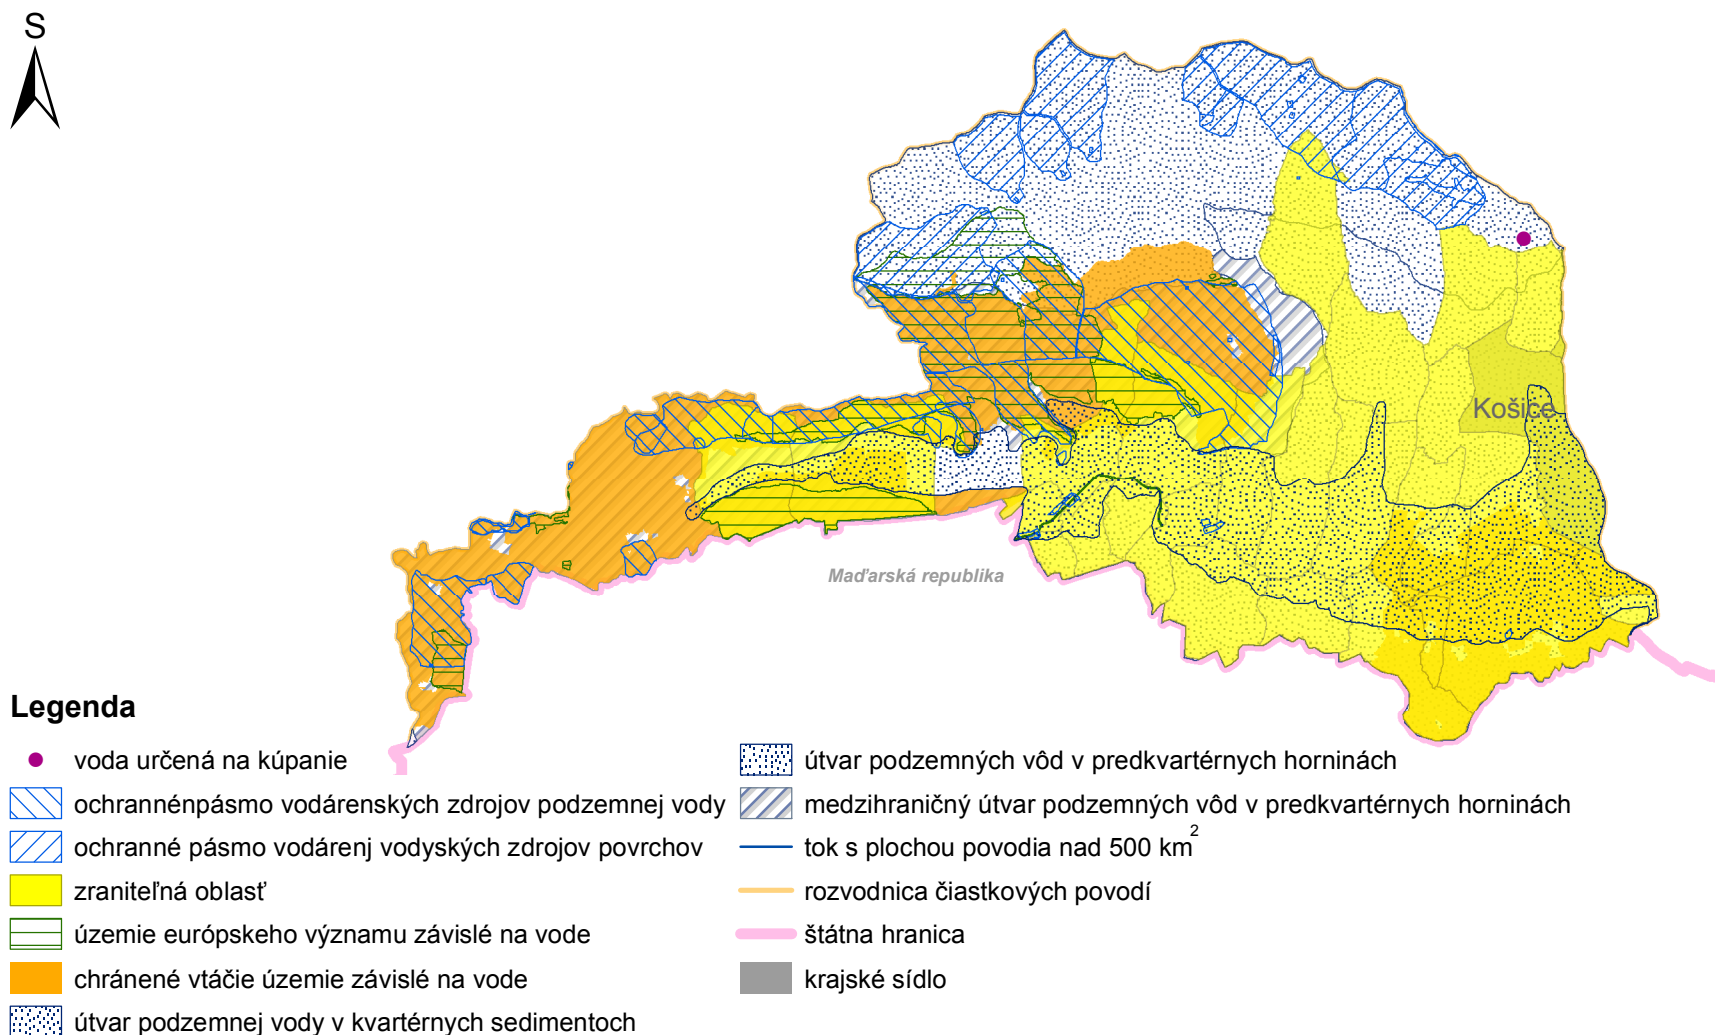 S
Košice
Maďarská republika
Legenda
voda určená na kúpanie
ochrannénpásmo vodárenských zdrojov podzemnej vody
ochranné pásmo vodárenj vodyských zdrojov povrchov
zraniteľná oblasť
územie európskeho významu závislé na vode
chránené vtáčie územie závislé na vode
útvar podzemnej vody v kvartérnych sedimentoch
útvar podzemných vôd v predkvartérnych horninách
medzihraničný útvar podzemných vôd v predkvartérnych horninách
tok s plochou povodia nad 500 km²
rozvodnica čiastkových povodí
štátna hranica
krajské sídlo